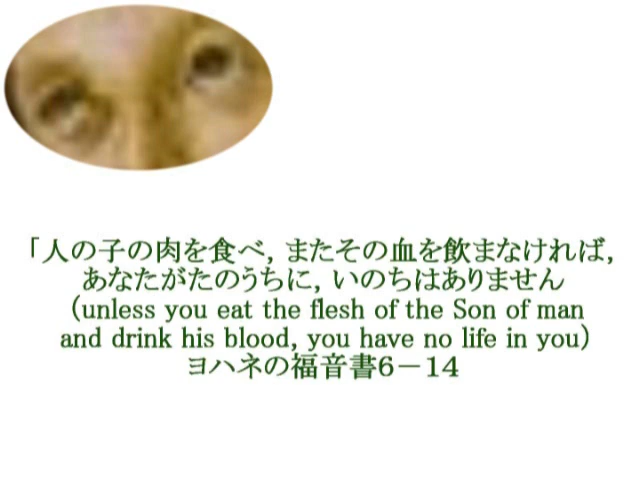 「人の子の肉を食べ, またその血を飲まなければ,
あなたがたのうちに, いのちはありません
(unless you eat the flesh of the Son of man
and drink his blood, you have no life in you)
ヨハネの福音書6－14